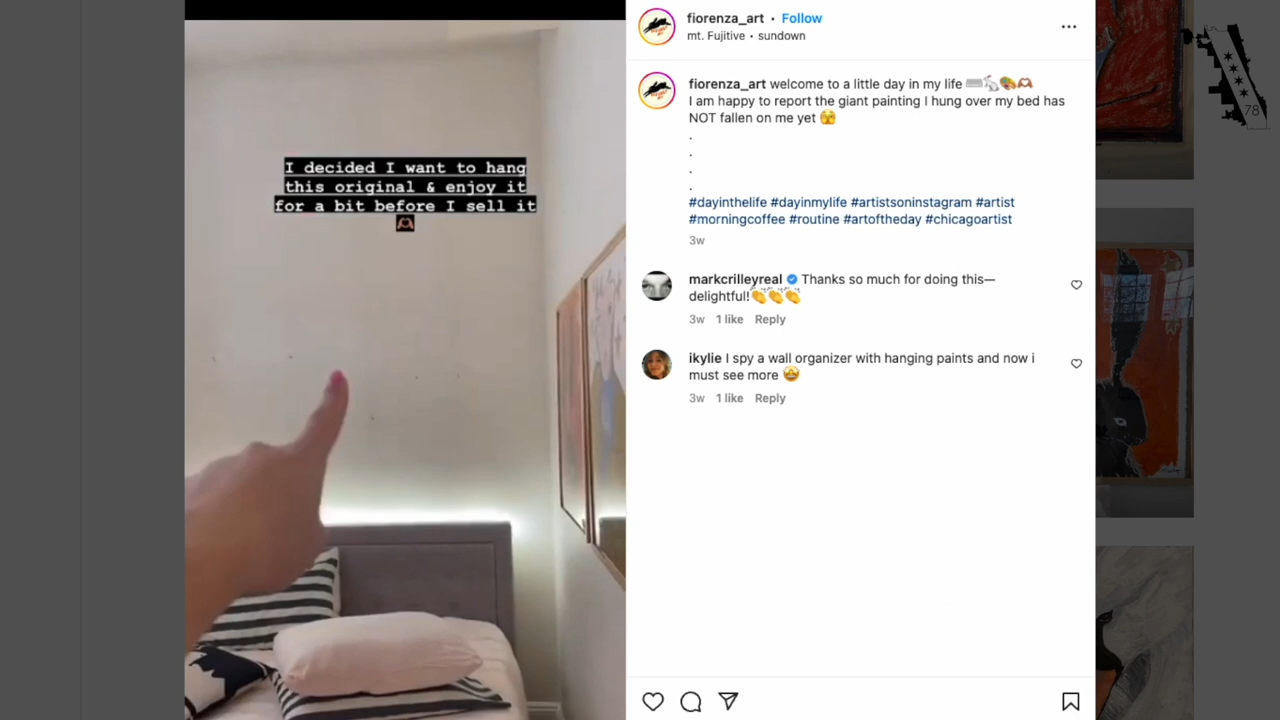 I decided I want to hang
this original & enjoy it
for a bit before I sell it
🫶🏾
fiorenza_art • Follow
mt. Fujitive • sundown
fiorenza_art welcome to a little day in my life ⌨️🐇🎨🫶🏾
I am happy to report the giant painting I hung over my bed has
NOT fallen on me yet 🫣
.
.
.
.
#dayinthelife #dayinmylife #artistsoninstagram #artist
#morningcoffee #routine #artoftheday #chicagoartist
3w
markcrilleyreal Thanks so much for doing this—
delightful!👏👏👏
3w 1 like Reply
ikylie I spy a wall organizer with hanging paints and now i
must see more 🤩
3w 1 like Reply
78